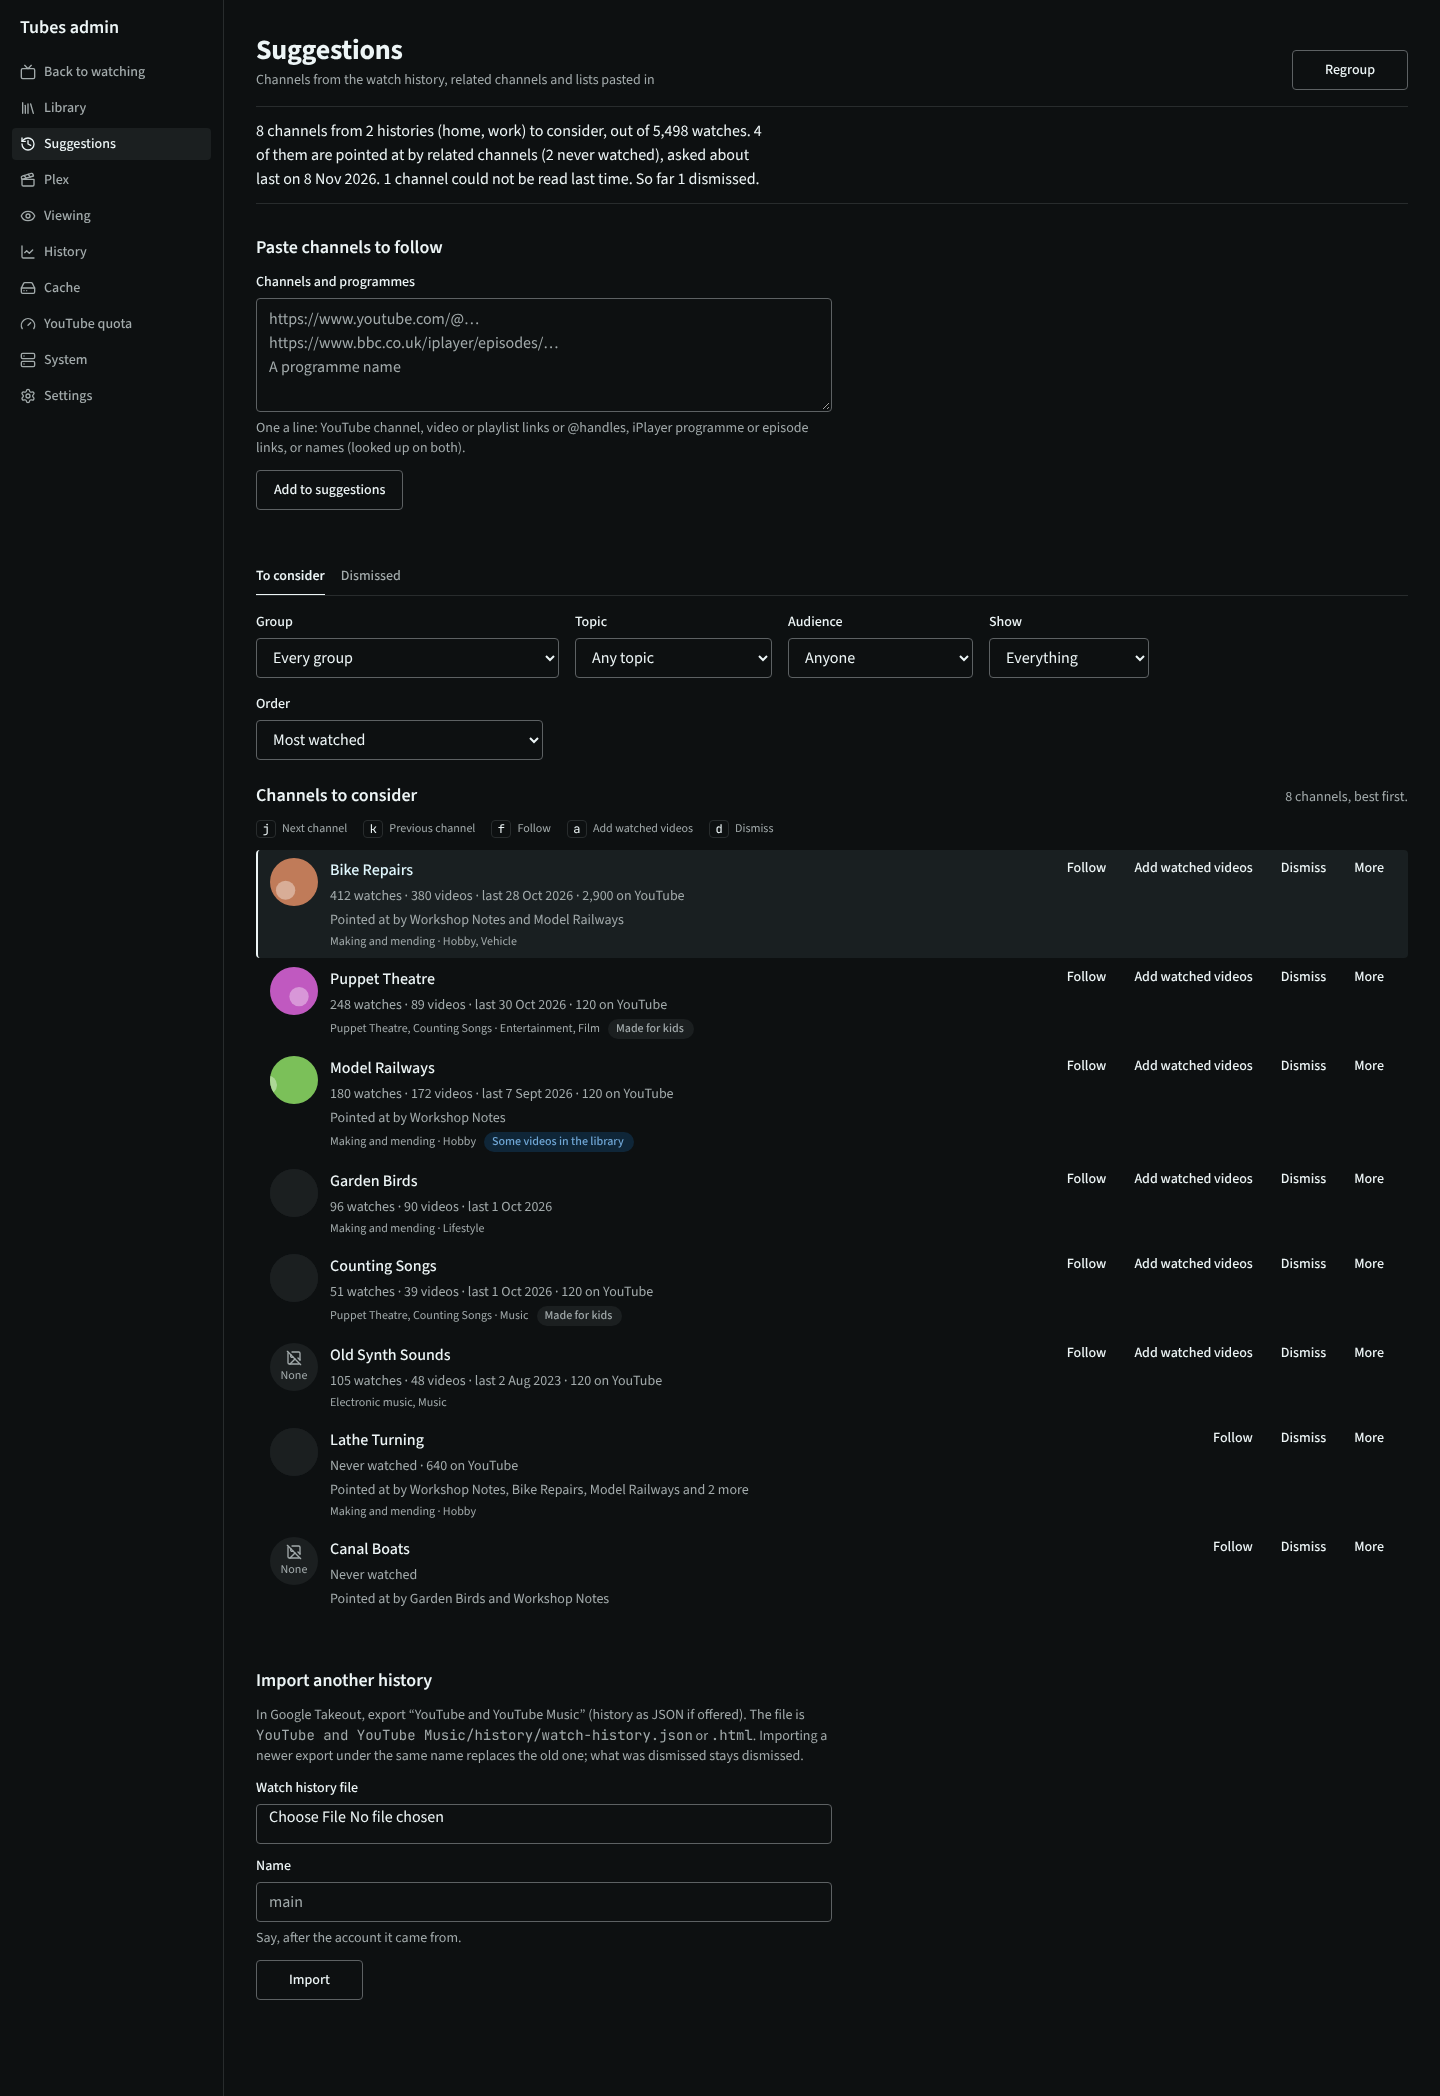 Tubes admin
Back to watching
Library
Suggestions
Plex
Viewing
History
Cache
YouTube quota
System
Settings
Suggestions
Channels from the watch history, related channels and lists pasted in
Regroup
8 channels from 2 histories (home, work) to consider, out of 5,498 watches. 4
of them are pointed at by related channels (2 never watched), asked about
last on 8 Nov 2026. 1 channel could not be read last time. So far 1 dismissed.
Paste channels to follow
Channels and programmes
https://www.youtube.com/@…
https://www.bbc.co.uk/iplayer/episodes/…
A programme name
One a line: YouTube channel, video or playlist links or @handles, iPlayer programme or episode
links, or names (looked up on both).
Add to suggestions
To consider Dismissed
Group Topic Audience Show
Every group Any topic Anyone Everything
Order
Most watched
Channels to consider 8 channels, best first.
j Next channel k Previous channel f Follow a Add watched videos d Dismiss
Bike Repairs Follow Add watched videos Dismiss More
412 watches · 380 videos · last 28 Oct 2026 · 2,900 on YouTube
Pointed at by Workshop Notes and Model Railways
Making and mending · Hobby, Vehicle
Puppet Theatre Follow Add watched videos Dismiss More
248 watches · 89 videos · last 30 Oct 2026 · 120 on YouTube
Puppet Theatre, Counting Songs · Entertainment, Film Made for kids
Model Railways Follow Add watched videos Dismiss More
180 watches · 172 videos · last 7 Sept 2026 · 120 on YouTube
Pointed at by Workshop Notes
Making and mending · Hobby Some videos in the library
Garden Birds Follow Add watched videos Dismiss More
96 watches · 90 videos · last 1 Oct 2026
Making and mending · Lifestyle
Counting Songs Follow Add watched videos Dismiss More
51 watches · 39 videos · last 1 Oct 2026 · 120 on YouTube
Puppet Theatre, Counting Songs · Music Made for kids
None Old Synth Sounds Follow Add watched videos Dismiss More
105 watches · 48 videos · last 2 Aug 2023 · 120 on YouTube
Electronic music, Music
Lathe Turning Follow Dismiss More
Never watched · 640 on YouTube
Pointed at by Workshop Notes, Bike Repairs, Model Railways and 2 more
Making and mending · Hobby
None Canal Boats Follow Dismiss More
Never watched
Pointed at by Garden Birds and Workshop Notes
Import another history
In Google Takeout, export “YouTube and YouTube Music” (history as JSON if offered). The file is
YouTube and YouTube Music/history/watch-history.json or .html. Importing a
newer export under the same name replaces the old one; what was dismissed stays dismissed.
Watch history file
Choose File No file chosen
Name
main
Say, after the account it came from.
Import